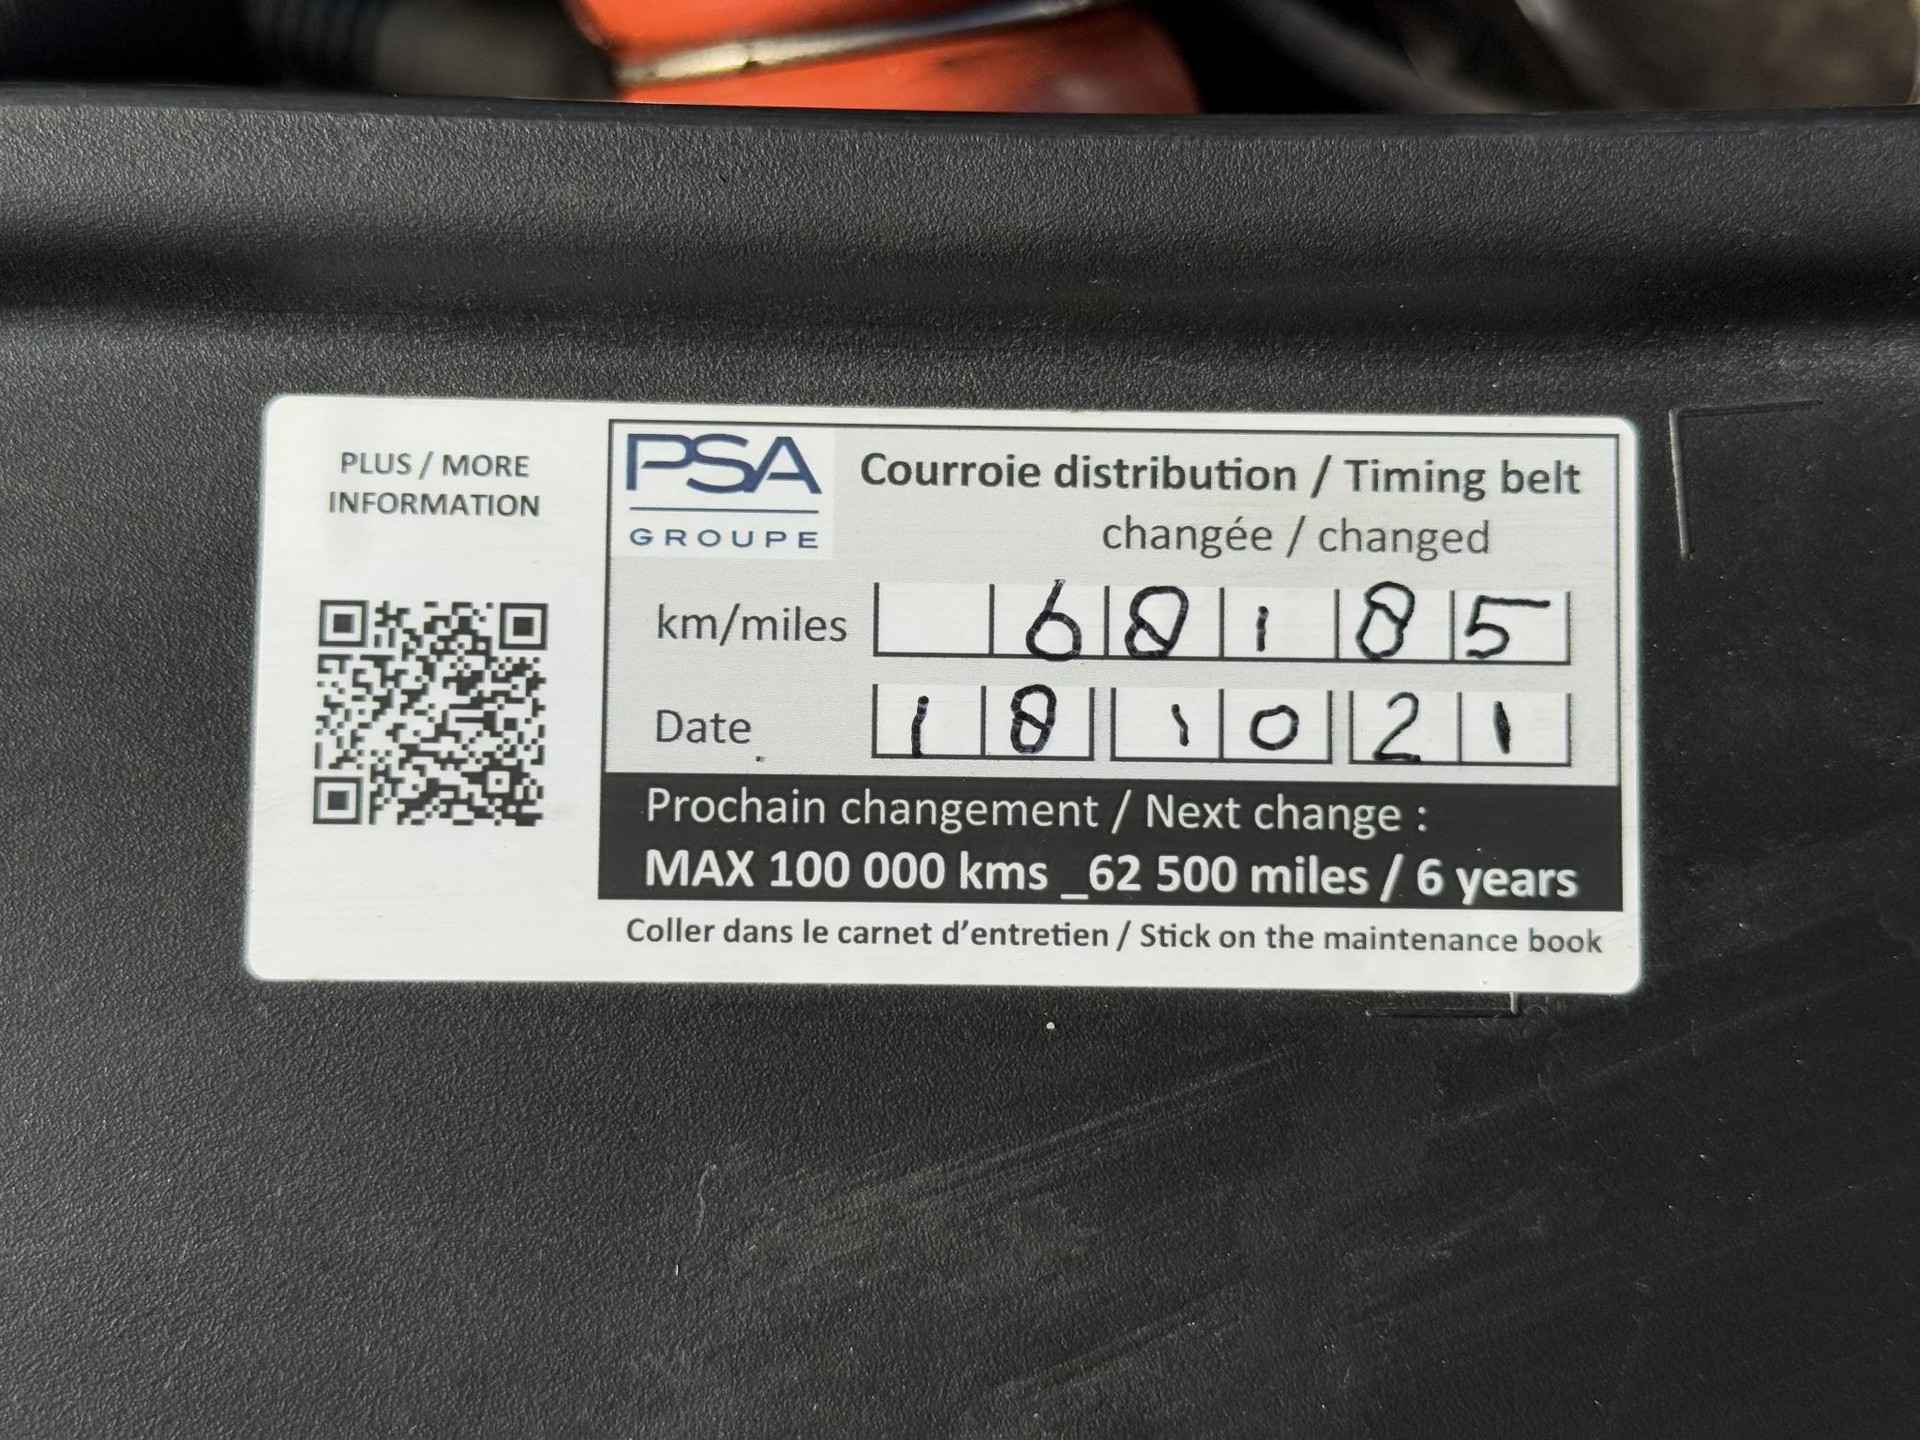 PLUS / MORE
INFORMATION
PSA
GROUPE
Courroie distribution / Timing belt
changée / changed
km/miles 68185
Date 18 10 21
Prochain changement / Next change :
MAX 100 000 kms _62 500 miles / 6 years
Coller dans le carnet d'entretien / Stick on the maintenance book